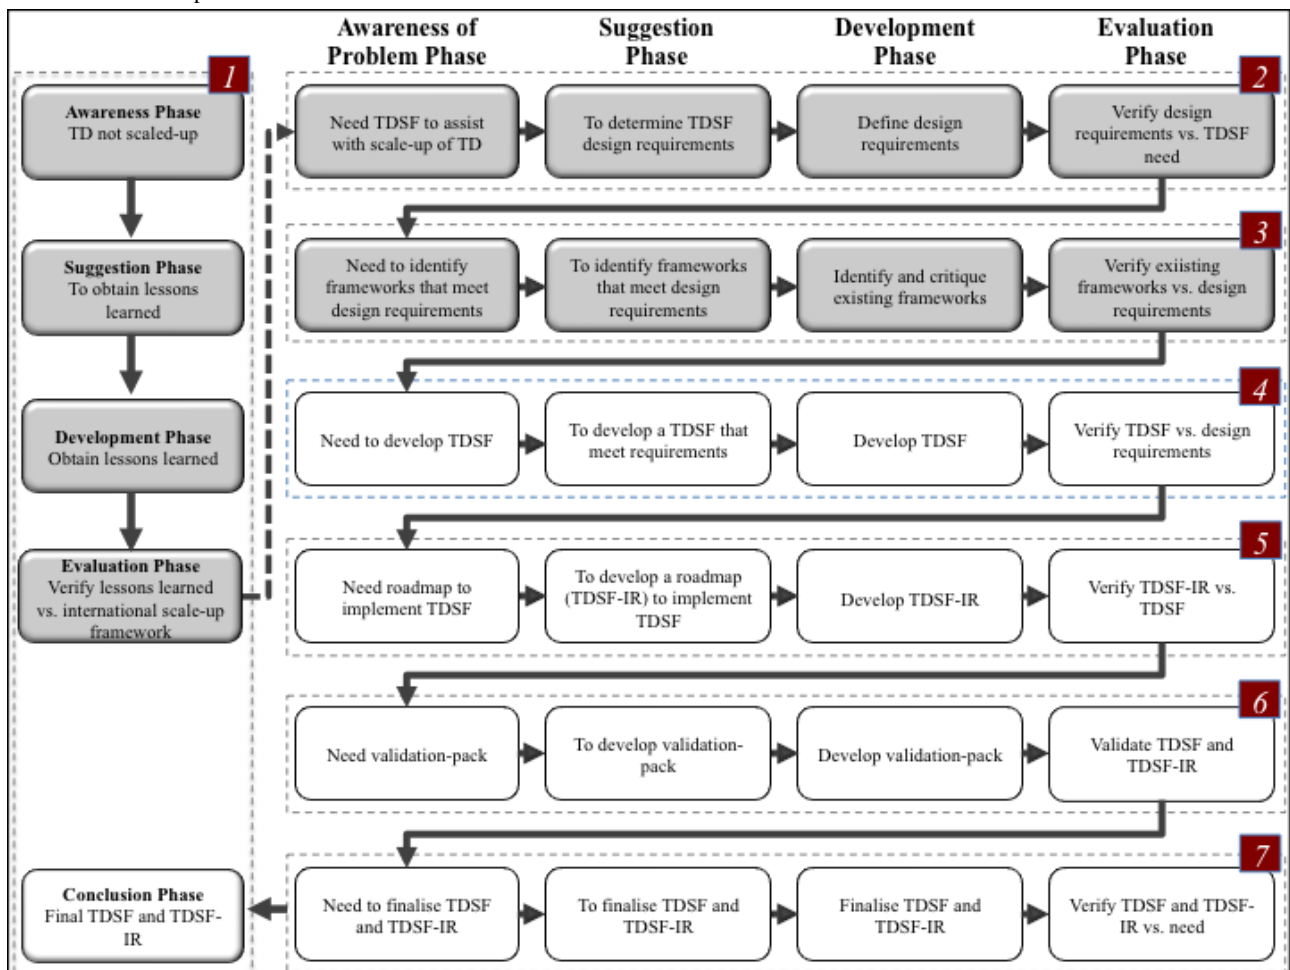 Awareness of
Problem Phase
Suggestion
Phase
Development
Phase
Evaluation
Phase
1
Awareness Phase
TD not scaled-up
Suggestion Phase
To obtain lessons
learned
Development Phase
Obtain lessons learned
Evaluation Phase
Verify lessons learned
vs. international scale-up
framework
Conclusion Phase
Final TDSF and TDSF-
IR
2
Need TDSF to assist
with scale-up of TD
To determine TDSF
design requirements
Define design
requirements
Verify design
requirements vs. TDSF
need
3
Need to identify
frameworks that meet
design requirements
To identify frameworks
that meet design
requirements
Identify and critique
existing frameworks
Verify exiisting
frameworks vs. design
requirements
4
Need to develop TDSF
To develop a TDSF that
meet requirements
Develop TDSF
Verify TDSF vs. design
requirements
5
Need roadmap to
implement TDSF
To develop a roadmap
(TDSF-IR) to implement
TDSF
Develop TDSF-IR
Verify TDSF-IR vs.
TDSF
6
Need validation-pack
To develop validation-
pack
Develop validation-pack
Validate TDSF and
TDSF-IR
7
Need to finalise TDSF
and TDSF-IR
To finalise TDSF and
TDSF-IR
Finalise TDSF and
TDSF-IR
Verify TDSF and TDSF-
IR vs. need